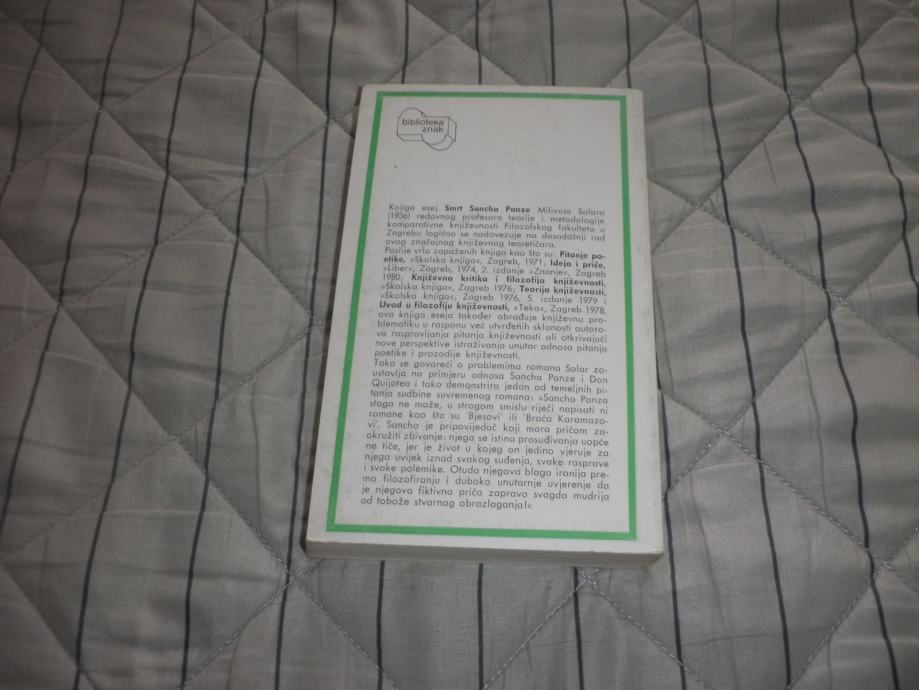 biblioteka
znak
Knjiga esej Smrt Sancha Panze Milivoja Solara
(1936) redovnog profesora teorije i metodologije
komparativne književnosti Filozofskog fakulteta u
Zagrebu logično se nadovezuje na dosadašnji rad
ovog značajnog književnog teoretičara.
Poslije vrlo zapaženih knjiga kao što su: Pitanje po-
etike, »Školska knjiga«, Zagreb, 1971; Ideja i priče,
»Liber«, Zagreb, 1974, 2. izdanje »Znanje«, Zagreb
1980; Književna kritika i filozofija književnosti,
»Školska knjiga«, Zagreb 1976; Teorija književnosti,
»Školska knjiga«, Zagreb 1976, 5. izdanje 1979 i
Uvod u filozofiju književnosti, »Teka«, Zagreb 1978,
ova knjiga eseja također obrađuje književnu pro-
blematiku u rasponu već utvrđenih sklonosti autoro-
va raspravljanja pitanja književnosti ali otkrivajući
nove perspektive istraživanja unutar odnosa pitanja
poetike i prozodije književnosti.
Tako se govoreći o problemima romana Solar za-
ustavlja na primjeru odnosa Sancha Panze i Don
Quijotea i tako demonstrira jedan od temeljnih pi-
tanja sudbine suvremenog romana: »Sancho Panza
stoga ne može, u strogom smislu riječi napisati ni
romane kao što su 'Bjesovi' ili 'Braća Karamazo-
vi'. Sancho je pripovijedač koji mora pričom za-
okružiti zbivanje: njega se istina prosuđivanja uopće
ne tiče, jer je život u kojeg on jedino vjeruje za
njega uvijek iznad svakog suđenja, svake rasprave
i svake polemike. Otuda njegova blaga ironija pre-
ma filozofiranju i duboko unutarnje uvjerenje da
je njegova fiktivna priča zapravo svagda mudrija
od tobože stvarnog obrazlaganja!«